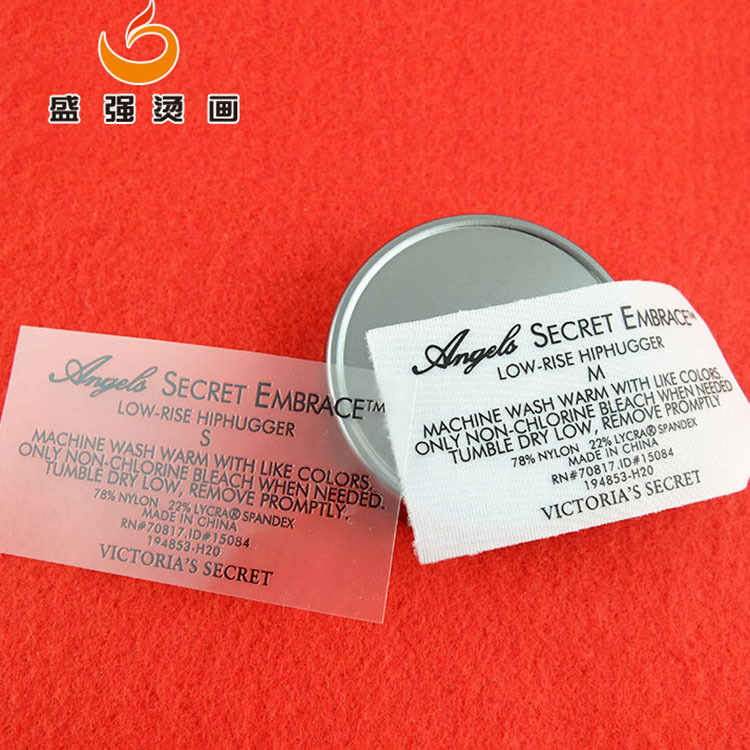 盛强烫画
Angels SECRET EMBRACE™
LOW-RISE HIPHUGGER
S
MACHINE WASH WARM WITH LIKE COLORS.
ONLY NON-CHLORINE BLEACH WHEN NEEDED.
TUMBLE DRY LOW, REMOVE PROMPTLY.
78% NYLON 22% LYCRA® SPANDEX
MADE IN CHINA
RN#70817.ID#15084
194853-H20
VICTORIA'S SECRET
Angels SECRET EMBRACE™
LOW-RISE HIPHUGGER
M
MACHINE WASH WARM WITH LIKE COLORS.
ONLY NON-CHLORINE BLEACH WHEN NEEDED
TUMBLE DRY LOW, REMOVE PROMPTLY
78% NYLON 22% LYCRA® SPANDEX
MADE IN CHINA
RN#70817.ID#15084
194853-H20
VICTORIA'S SECRET